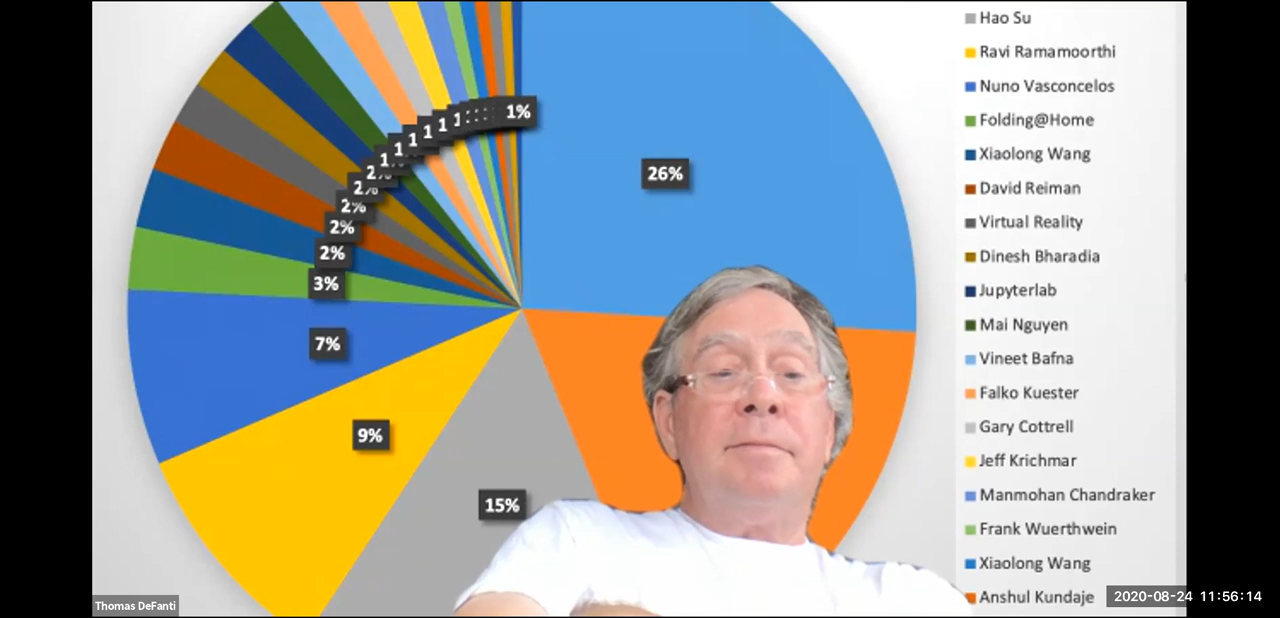 Hao Su
Ravi Ramamoorthi
Nuno Vasconcelos
Folding@Home
Xiaolong Wang
David Reiman
Virtual Reality
Dinesh Bharadia
Jupyterlab
Mai Nguyen
Vineet Bafna
Falko Kuester
Gary Cottrell
Jeff Krichmar
Manmohan Chandraker
Frank Wuerthwein
Xiaolong Wang
Anshul Kundaje
1%
26%
2%
2%
2%
2%
2%
3%
7%
9%
15%
Thomas DeFanti
2020-08-24 11:56:14